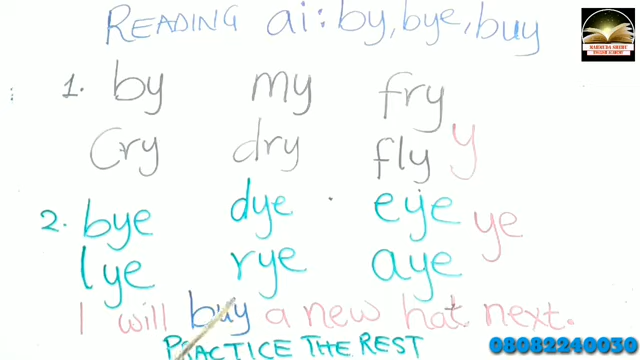 READING ai: by, bye, buy
1. by my fry
Cry dry fly y
2. bye dye eye
lye rye aye ye
I will buy a new hat next.
PRACTICE THE REST
08082240030